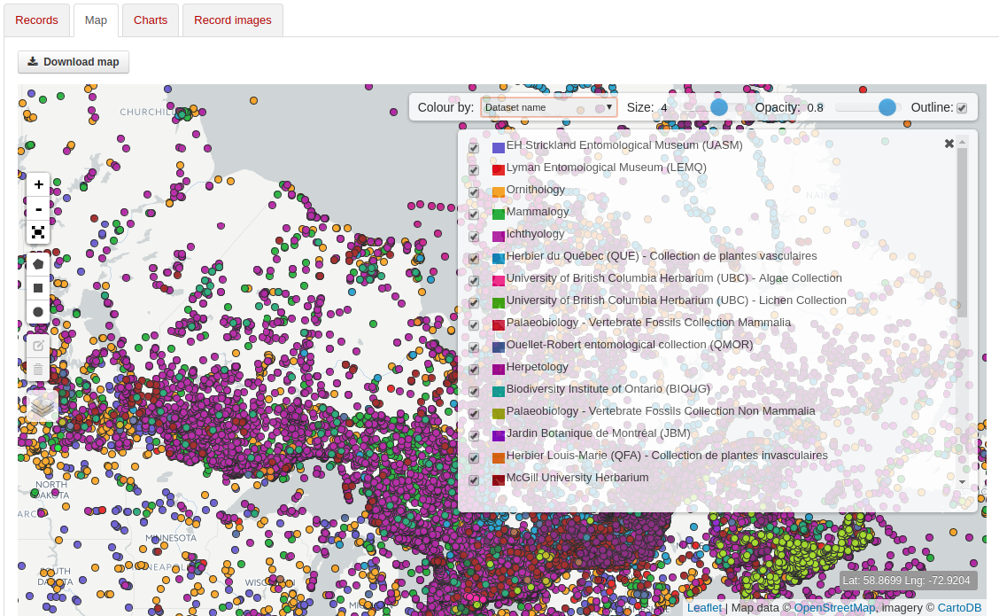 Records Map Charts Record images
Download map
CHURCHILL
Colour by: Dataset name Size: 4 Opacity: 0.8 Outline:
EH Strickland Entomological Museum (UASM)
Lyman Entomological Museum (LEMQ)
Ornithology
Mammalogy
Ichthyology
Herbier du Québec (QUE) - Collection de plantes vasculaires
University of British Columbia Herbarium (UBC) - Algae Collection
University of British Columbia Herbarium (UBC) - Lichen Collection
Palaeobiology - Vertebrate Fossils Collection Mammalia
Ouellet-Robert entomological collection (QMOR)
Herpetology
Biodiversity Institute of Ontario (BIOUG)
Palaeobiology - Vertebrate Fossils Collection Non Mammalia
Jardin Botanique de Montréal (JBM)
Herbier Louis-Marie (QFA) - Collection de plantes invasculaires
McGill University Herbarium
+
-
NORTH
DAKOTA
MINNESOTA
SOUTH
DAKOTA
Lat: 58.8699 Lng: -72.9204
Leaflet | Map data © OpenStreetMap, imagery © CartoDB